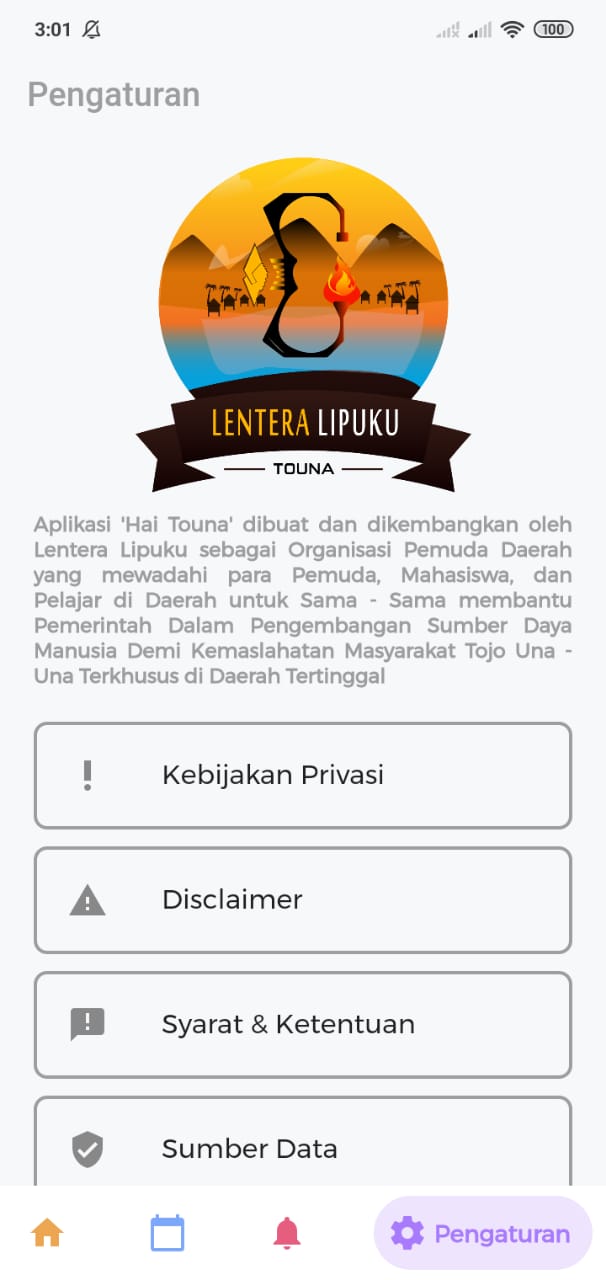 3:01
100
Pengaturan
LENTERA LIPUKU
TOUNA
Aplikasi 'Hai Touna' dibuat dan dikembangkan oleh
Lentera Lipuku sebagai Organisasi Pemuda Daerah
yang mewadahi para Pemuda, Mahasiswa, dan
Pelajar di Daerah untuk Sama - Sama membantu
Pemerintah Dalam Pengembangan Sumber Daya
Manusia Demi Kemaslahatan Masyarakat Tojo Una -
Una Terkhusus di Daerah Tertinggal
Kebijakan Privasi
Disclaimer
Syarat & Ketentuan
Sumber Data
Pengaturan